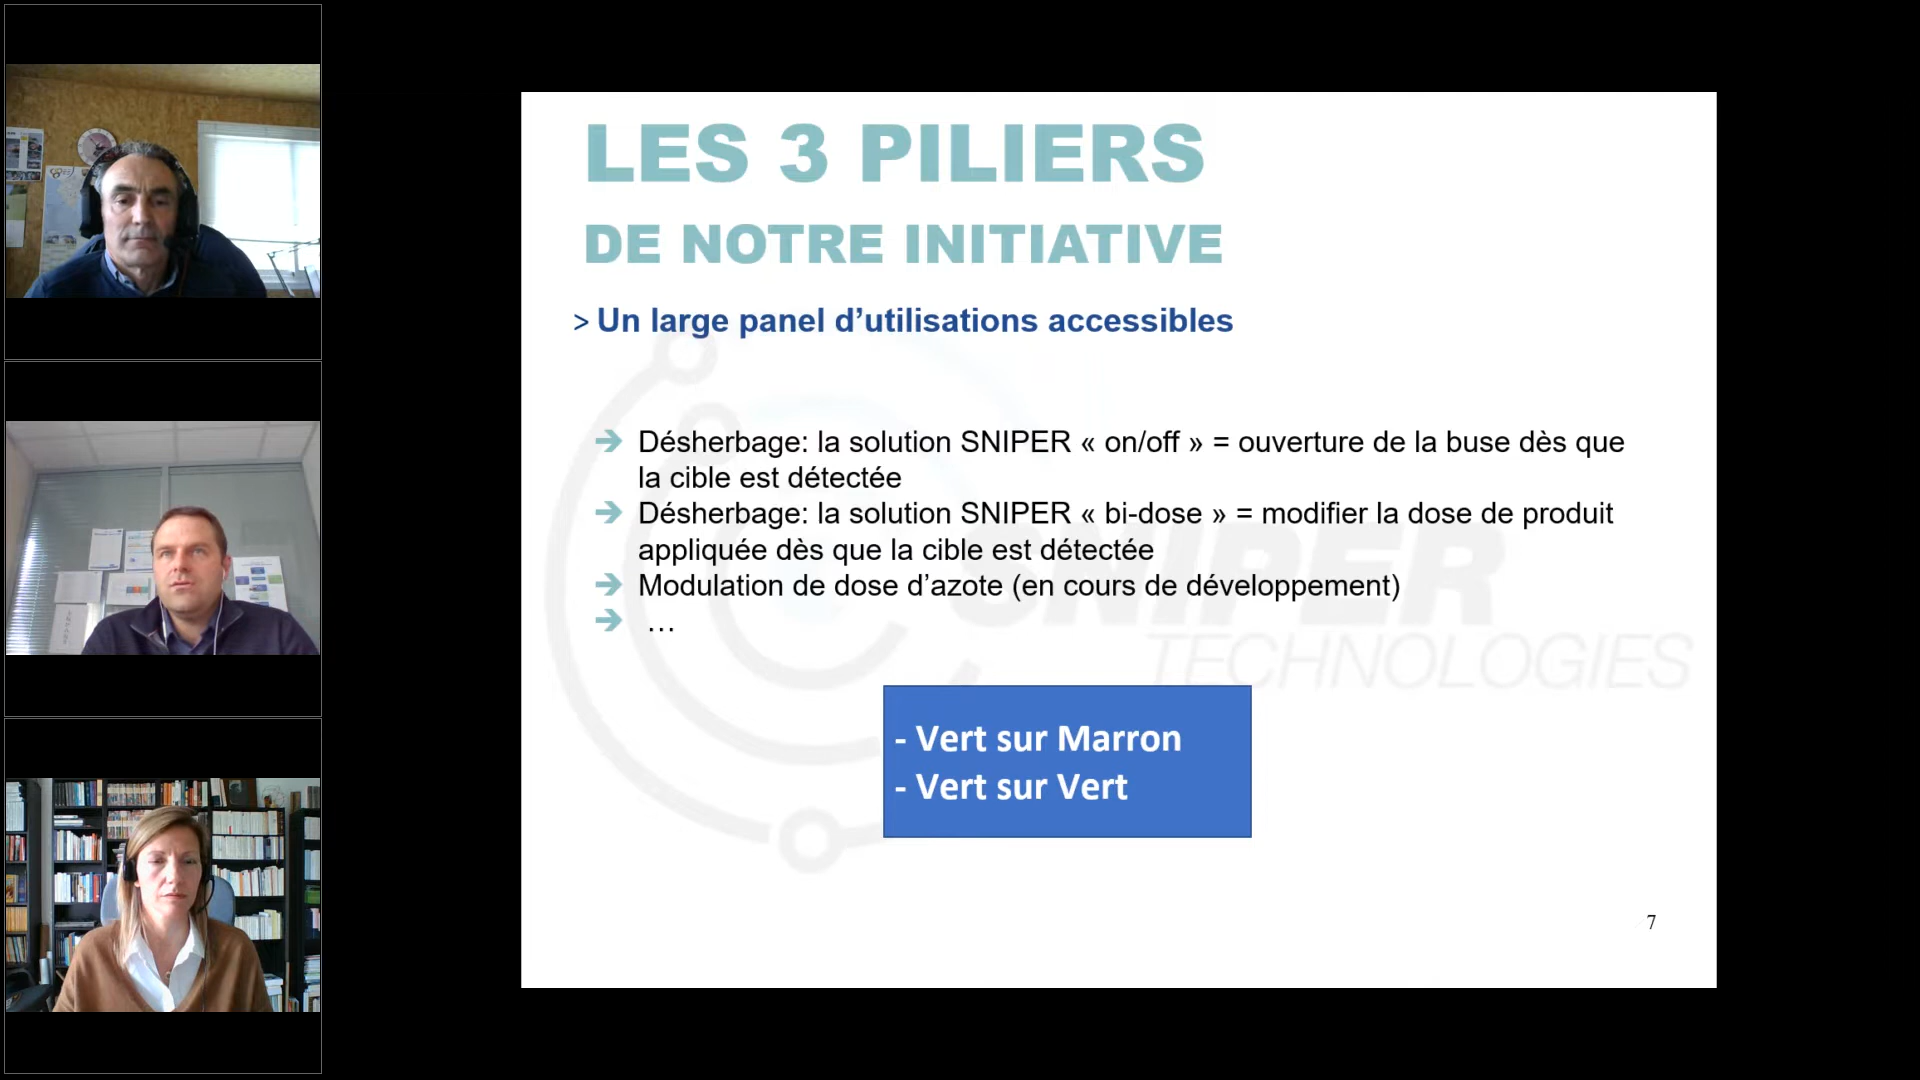 LES 3 PILIERS
DE NOTRE INITIATIVE
> Un large panel d’utilisations accessibles
Désherbage: la solution SNIPER « on/off » = ouverture de la buse dès que
la cible est détectée
Désherbage: la solution SNIPER « bi-dose » = modifier la dose de produit
appliquée dès que la cible est détectée
Modulation de dose d’azote (en cours de développement)
…
SNIPER
TECHNOLOGIES
- Vert sur Marron
- Vert sur Vert
7